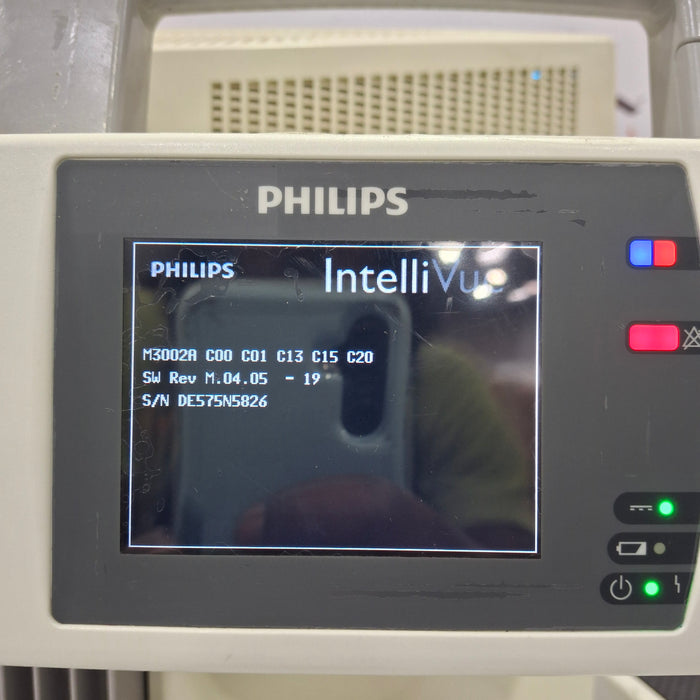 PHILIPS
PHILIPS IntelliVue
M3002A C00 C01 C13 C15 C20
SW Rev M.04.05 - 19
S/N DE575N5826